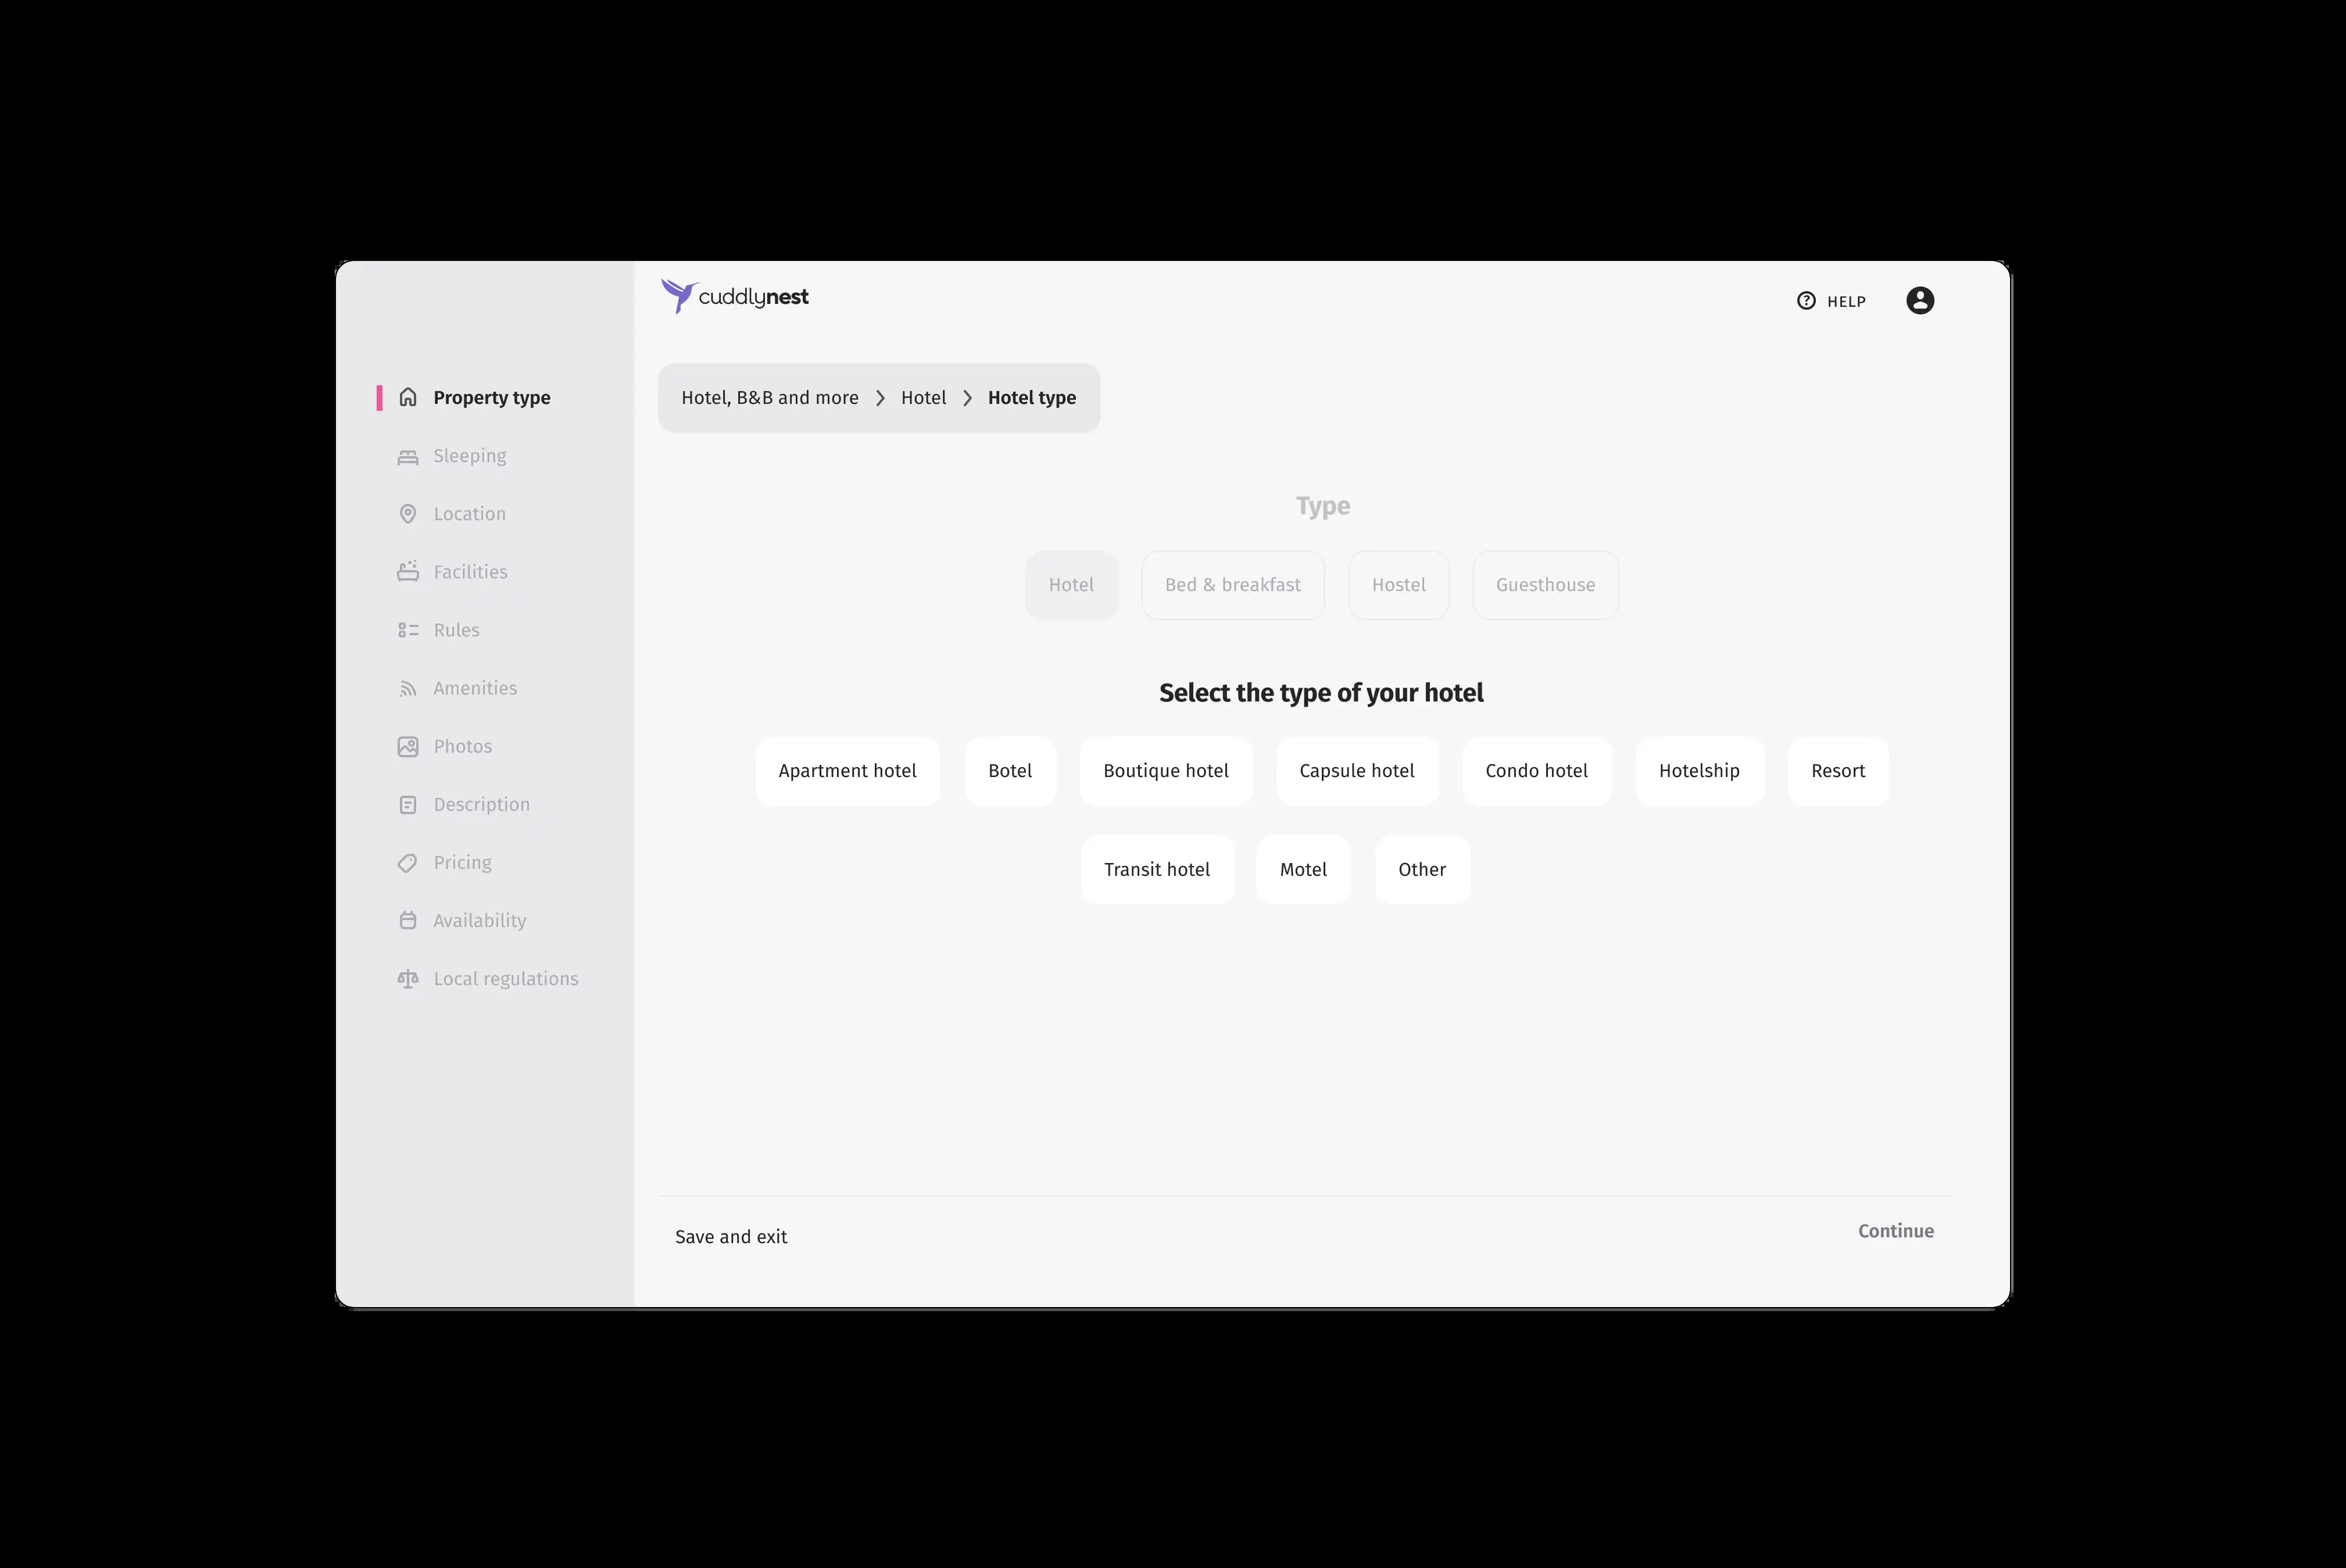 cuddlynest
HELP
Property type
Sleeping
Location
Facilities
Rules
Amenities
Photos
Description
Pricing
Availability
Local regulations
Hotel, B&B and more > Hotel > Hotel type
Type
Hotel Bed & breakfast Hostel Guesthouse
Select the type of your hotel
Apartment hotel Botel Boutique hotel Capsule hotel Condo hotel Hotelship Resort
Transit hotel Motel Other
Save and exit
Continue